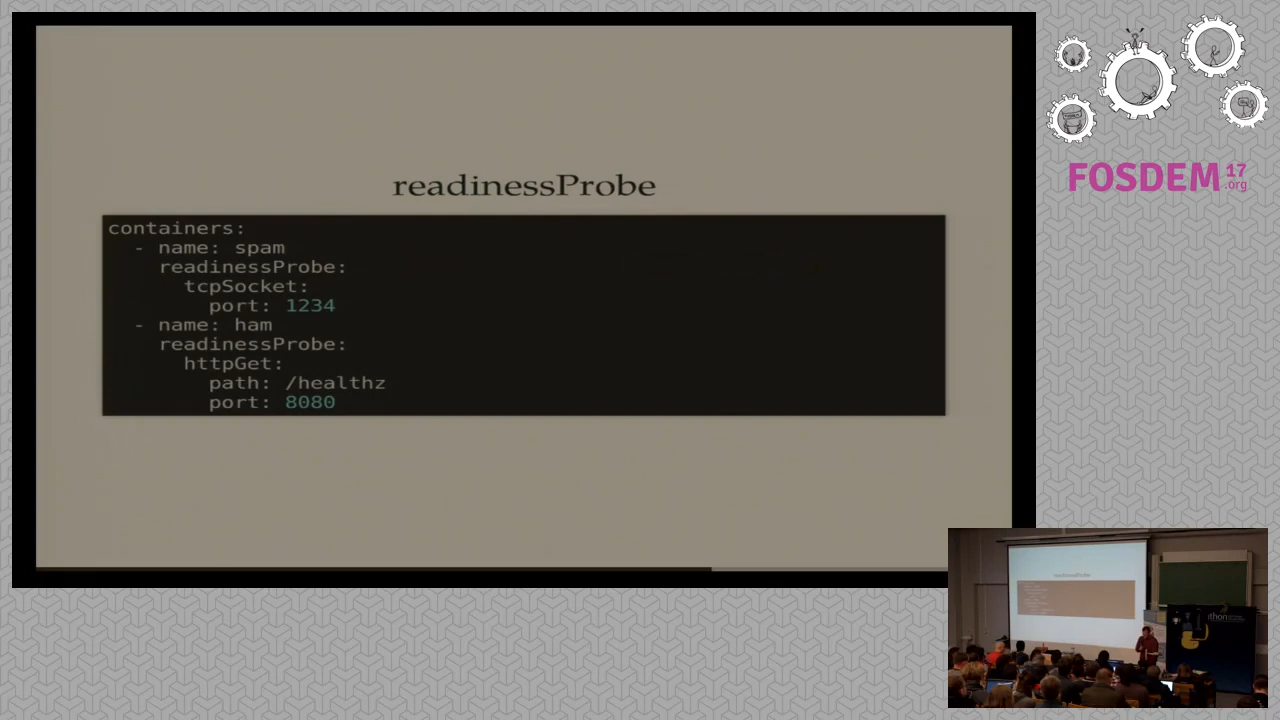 readinessProbe
containers:
  - name: spam
    readinessProbe:
      tcpSocket:
        port: 1234
  - name: ham
    readinessProbe:
      httpGet:
        path: /healthz
        port: 8080
FOSDEM 17
.org
readinessProbe